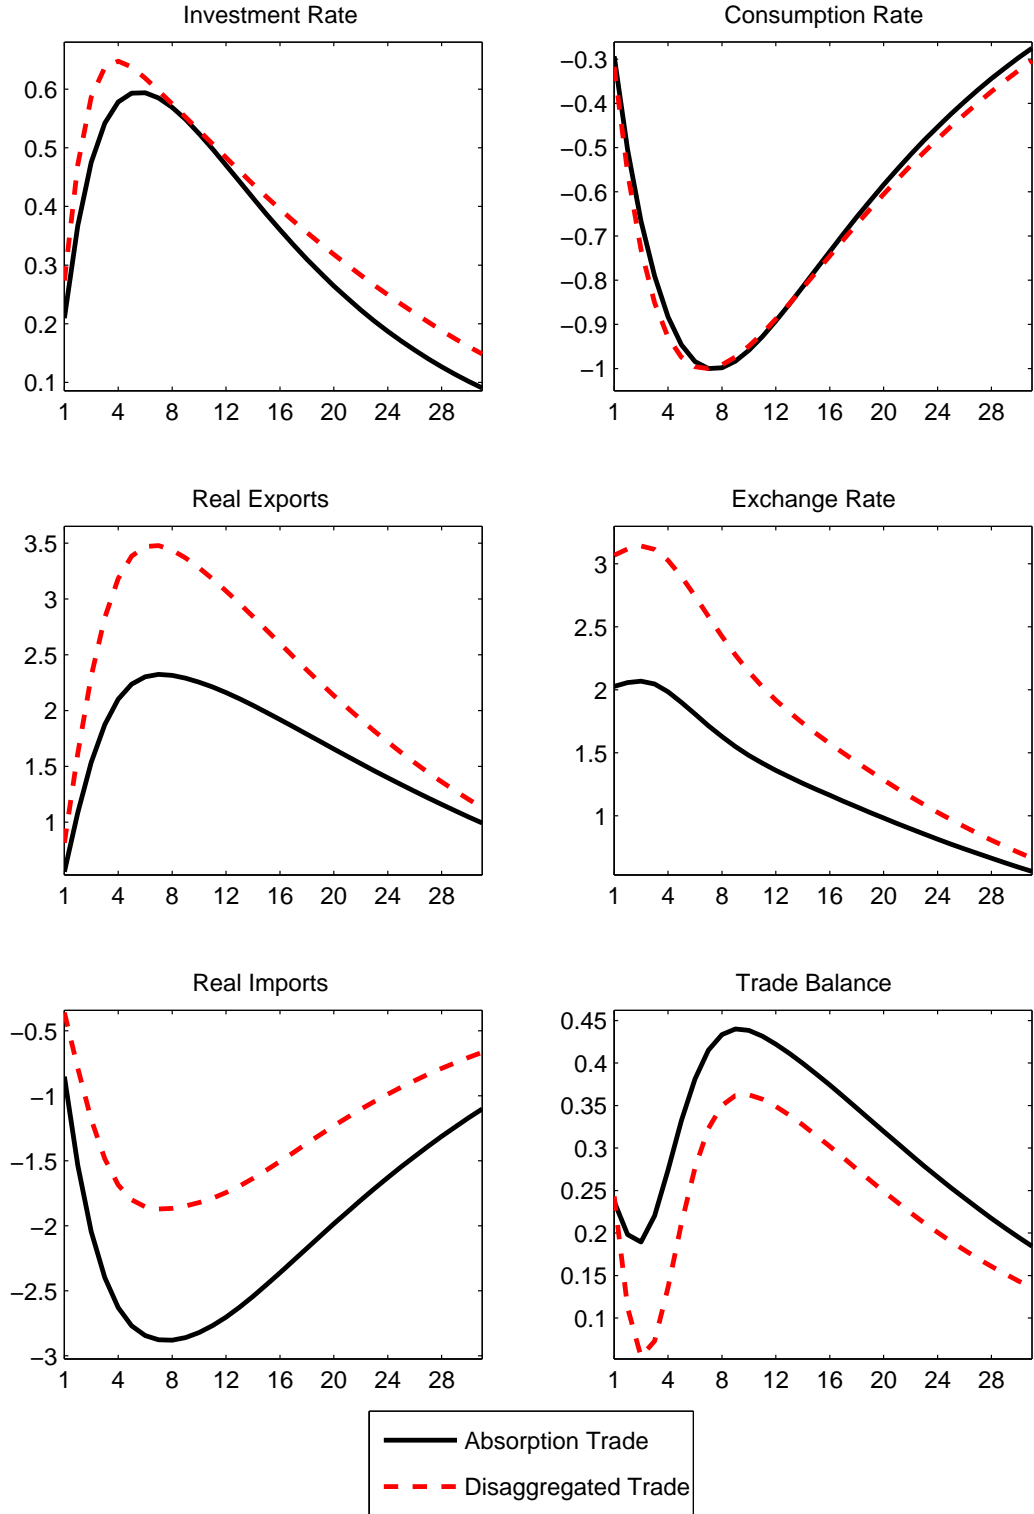 Investment Rate
0.6
0.5
0.4
0.3
0.2
0.1
1 4 8 12 16 20 24 28
Consumption Rate
−0.3
−0.4
−0.5
−0.6
−0.7
−0.8
−0.9
−1
1 4 8 12 16 20 24 28
Real Exports
3.5
3
2.5
2
1.5
1
1 4 8 12 16 20 24 28
Exchange Rate
3
2.5
2
1.5
1
1 4 8 12 16 20 24 28
Real Imports
−0.5
−1
−1.5
−2
−2.5
−3
1 4 8 12 16 20 24 28
Trade Balance
0.45
0.4
0.35
0.3
0.25
0.2
0.15
0.1
1 4 8 12 16 20 24 28
Absorption Trade
Disaggregated Trade